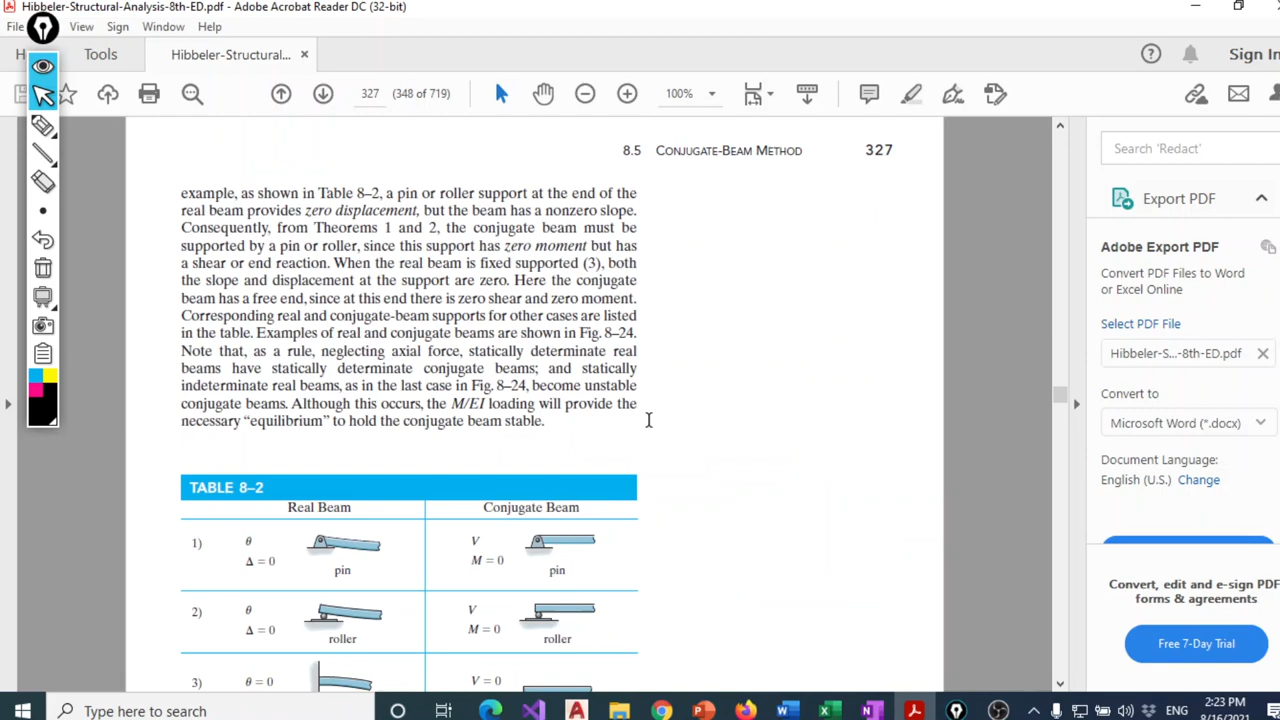 Hibbeler-Structural-Analysis-8th-ED.pdf - Adobe Acrobat Reader DC (32-bit)
File View Sign Window Help
H Tools Hibbeler-Structural... × Sign In
327 (348 of 719) 100%
8.5 CONJUGATE-BEAM METHOD 327
example, as shown in Table 8–2, a pin or roller support at the end of the
real beam provides zero displacement, but the beam has a nonzero slope.
Consequently, from Theorems 1 and 2, the conjugate beam must be
supported by a pin or roller, since this support has zero moment but has
a shear or end reaction. When the real beam is fixed supported (3), both
the slope and displacement at the support are zero. Here the conjugate
beam has a free end, since at this end there is zero shear and zero moment.
Corresponding real and conjugate-beam supports for other cases are listed
in the table. Examples of real and conjugate beams are shown in Fig. 8–24.
Note that, as a rule, neglecting axial force, statically determinate real
beams have statically determinate conjugate beams; and statically
indeterminate real beams, as in the last case in Fig. 8–24, become unstable
conjugate beams. Although this occurs, the M/EI loading will provide the
necessary “equilibrium” to hold the conjugate beam stable.
TABLE 8–2
Real Beam Conjugate Beam
1) θ V
Δ = 0 M = 0
pin pin
2) θ V
Δ = 0 M = 0
roller roller
3) θ = 0 V = 0
Search 'Redact'
Export PDF
Adobe Export PDF
Convert PDF Files to Word
or Excel Online
Select PDF File
Hibbeler-S...-8th-ED.pdf
Convert to
Microsoft Word (*.docx)
Document Language:
English (U.S.) Change
Convert, edit and e-sign PDF
forms & agreements
Free 7-Day Trial
Type here to search
ENG
2:23 PM